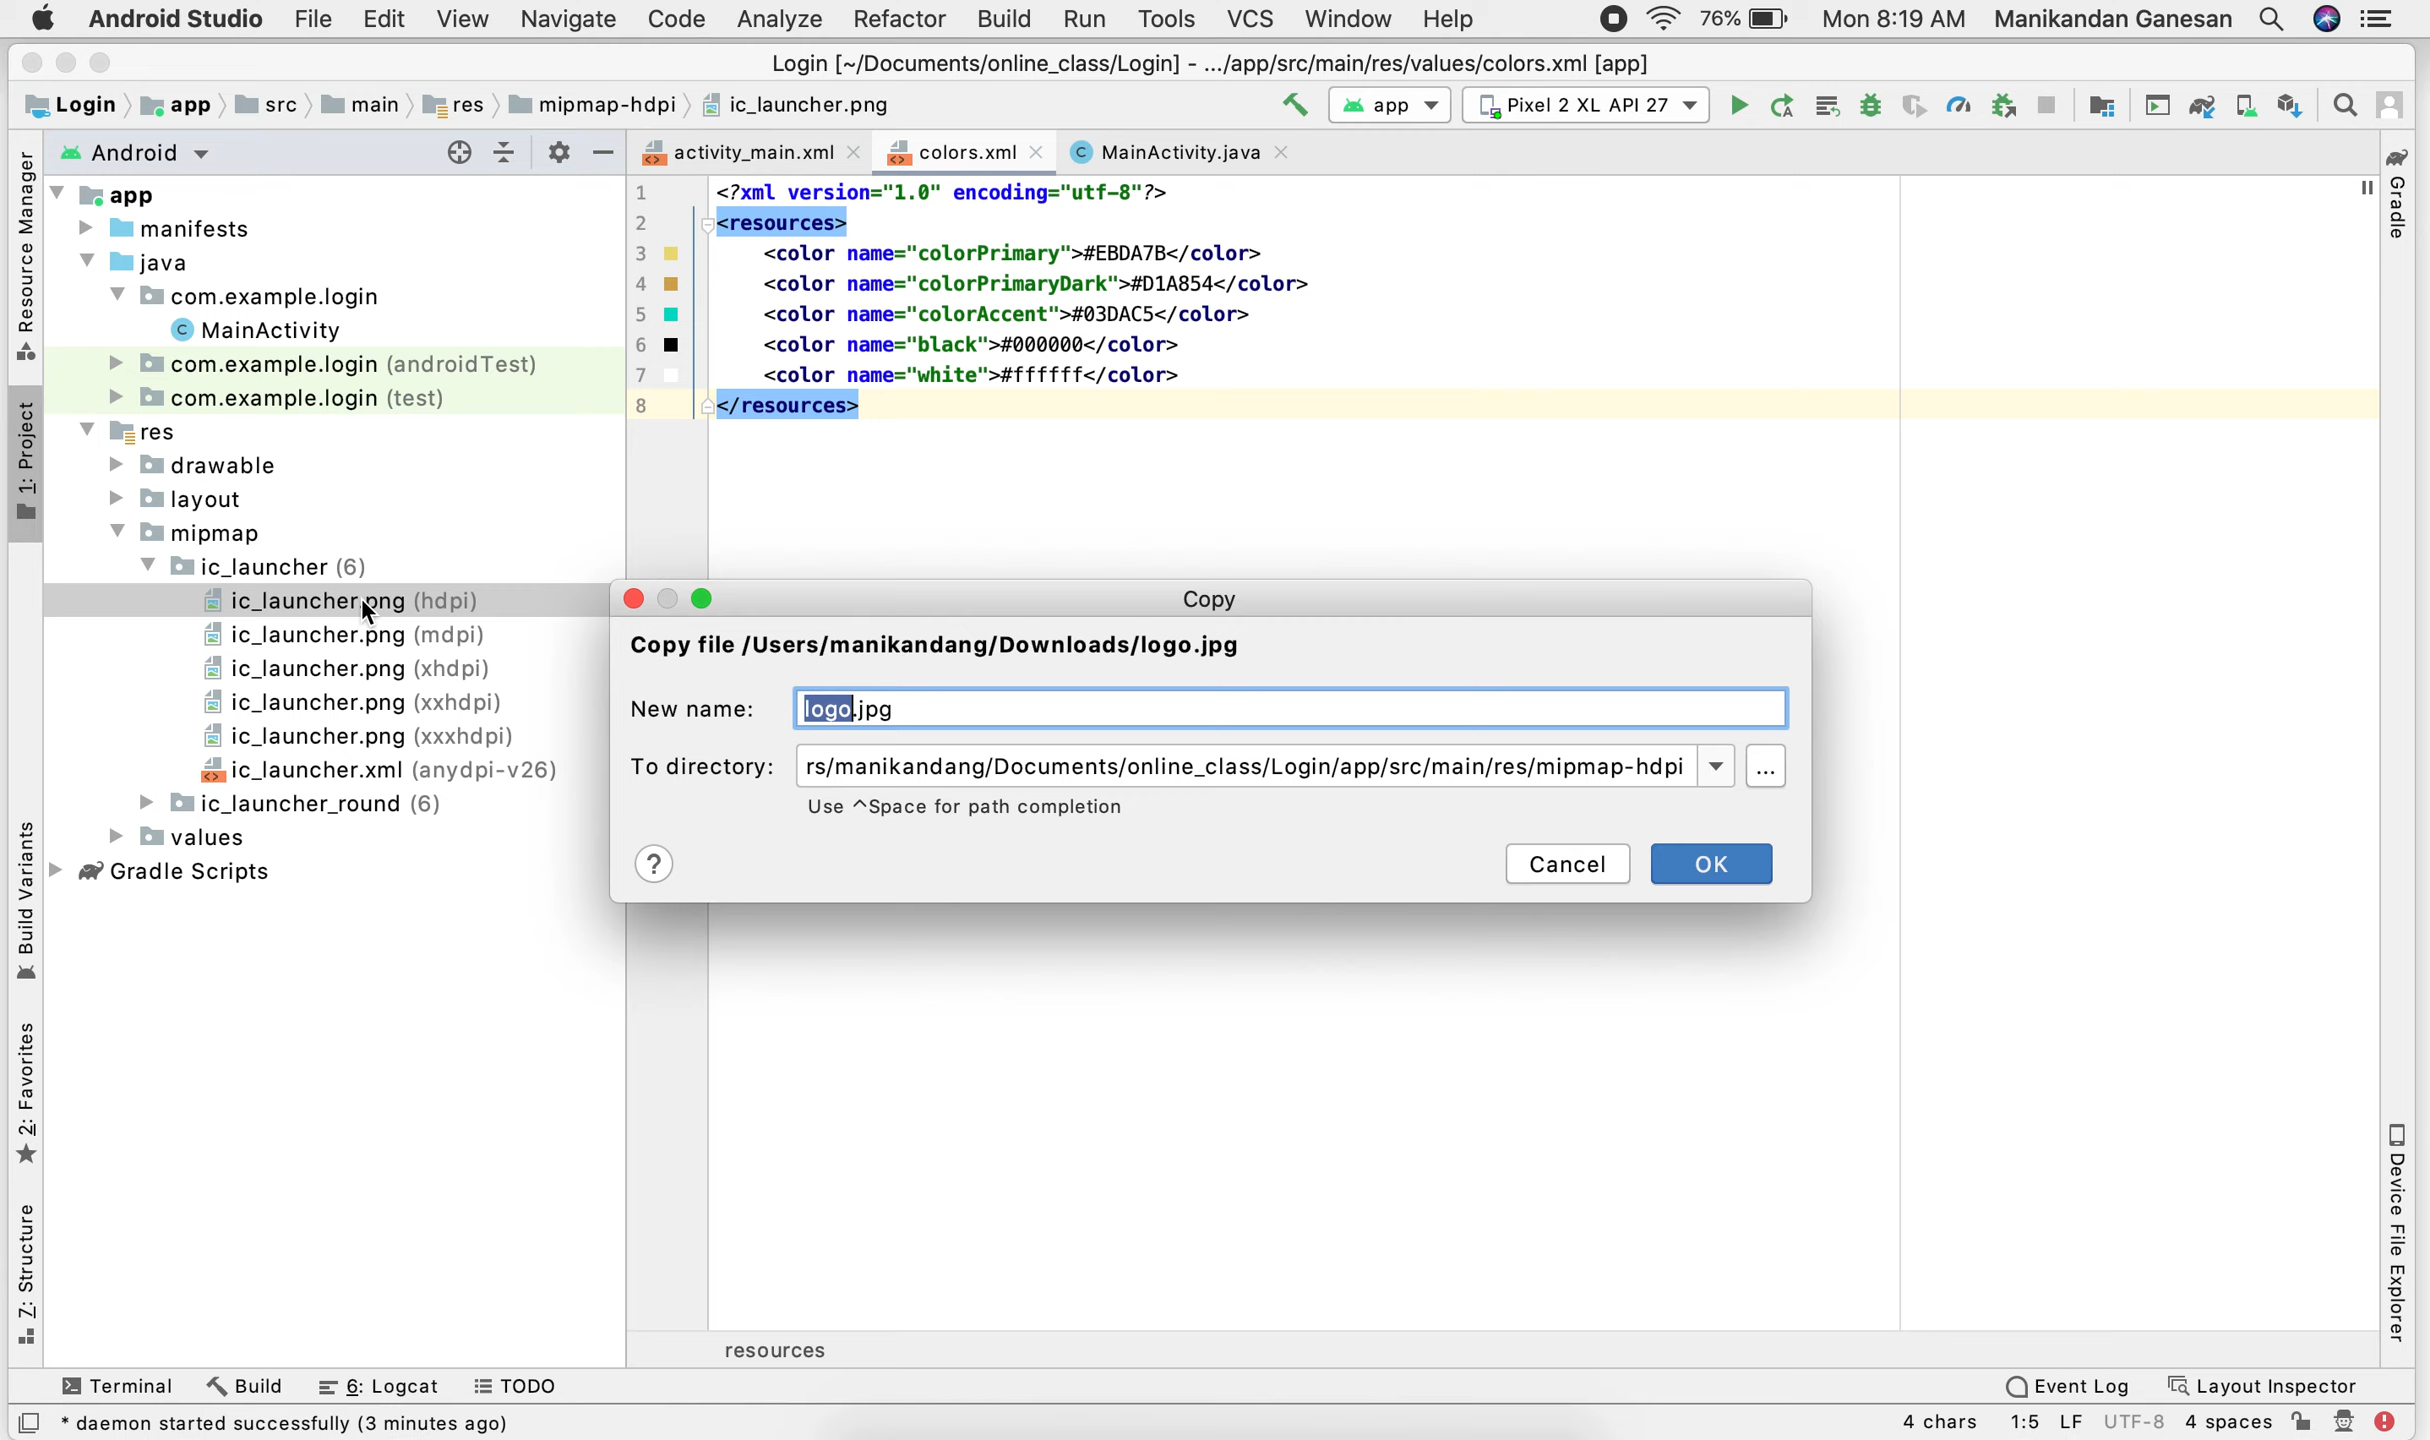 Android Studio File Edit View Navigate Code Analyze Refactor Build Run Tools VCS Window Help 76% Mon 8:19 AM Manikandan Ganesan
Login [~/Documents/online_class/Login] - .../app/src/main/res/values/colors.xml [app]
Login app src main res mipmap-hdpi ic_launcher.png app Pixel 2 XL API 27
Android
activity_main.xml colors.xml MainActivity.java
Resource Manager
1: Project
Build Variants
2: Favorites
Z: Structure
app
manifests
java
com.example.login
MainActivity
com.example.login (androidTest)
com.example.login (test)
res
drawable
layout
mipmap
ic_launcher (6)
ic_launcher.png (hdpi)
ic_launcher.png (mdpi)
ic_launcher.png (xhdpi)
ic_launcher.png (xxhdpi)
ic_launcher.png (xxxhdpi)
ic_launcher.xml (anydpi-v26)
ic_launcher_round (6)
values
Gradle Scripts
1 <?xml version="1.0" encoding="utf-8"?>
2 <resources>
3 <color name="colorPrimary">#EBDA7B</color>
4 <color name="colorPrimaryDark">#D1A854</color>
5 <color name="colorAccent">#03DAC5</color>
6 <color name="black">#000000</color>
7 <color name="white">#ffffff</color>
8 </resources>
Copy
Copy file /Users/manikandang/Downloads/logo.jpg
New name: logo.jpg
To directory: rs/manikandang/Documents/online_class/Login/app/src/main/res/mipmap-hdpi ...
Use ^Space for path completion
? Cancel OK
Gradle
Device File Explorer
resources
Terminal Build 6: Logcat TODO Event Log Layout Inspector
* daemon started successfully (3 minutes ago) 4 chars 1:5 LF UTF-8 4 spaces